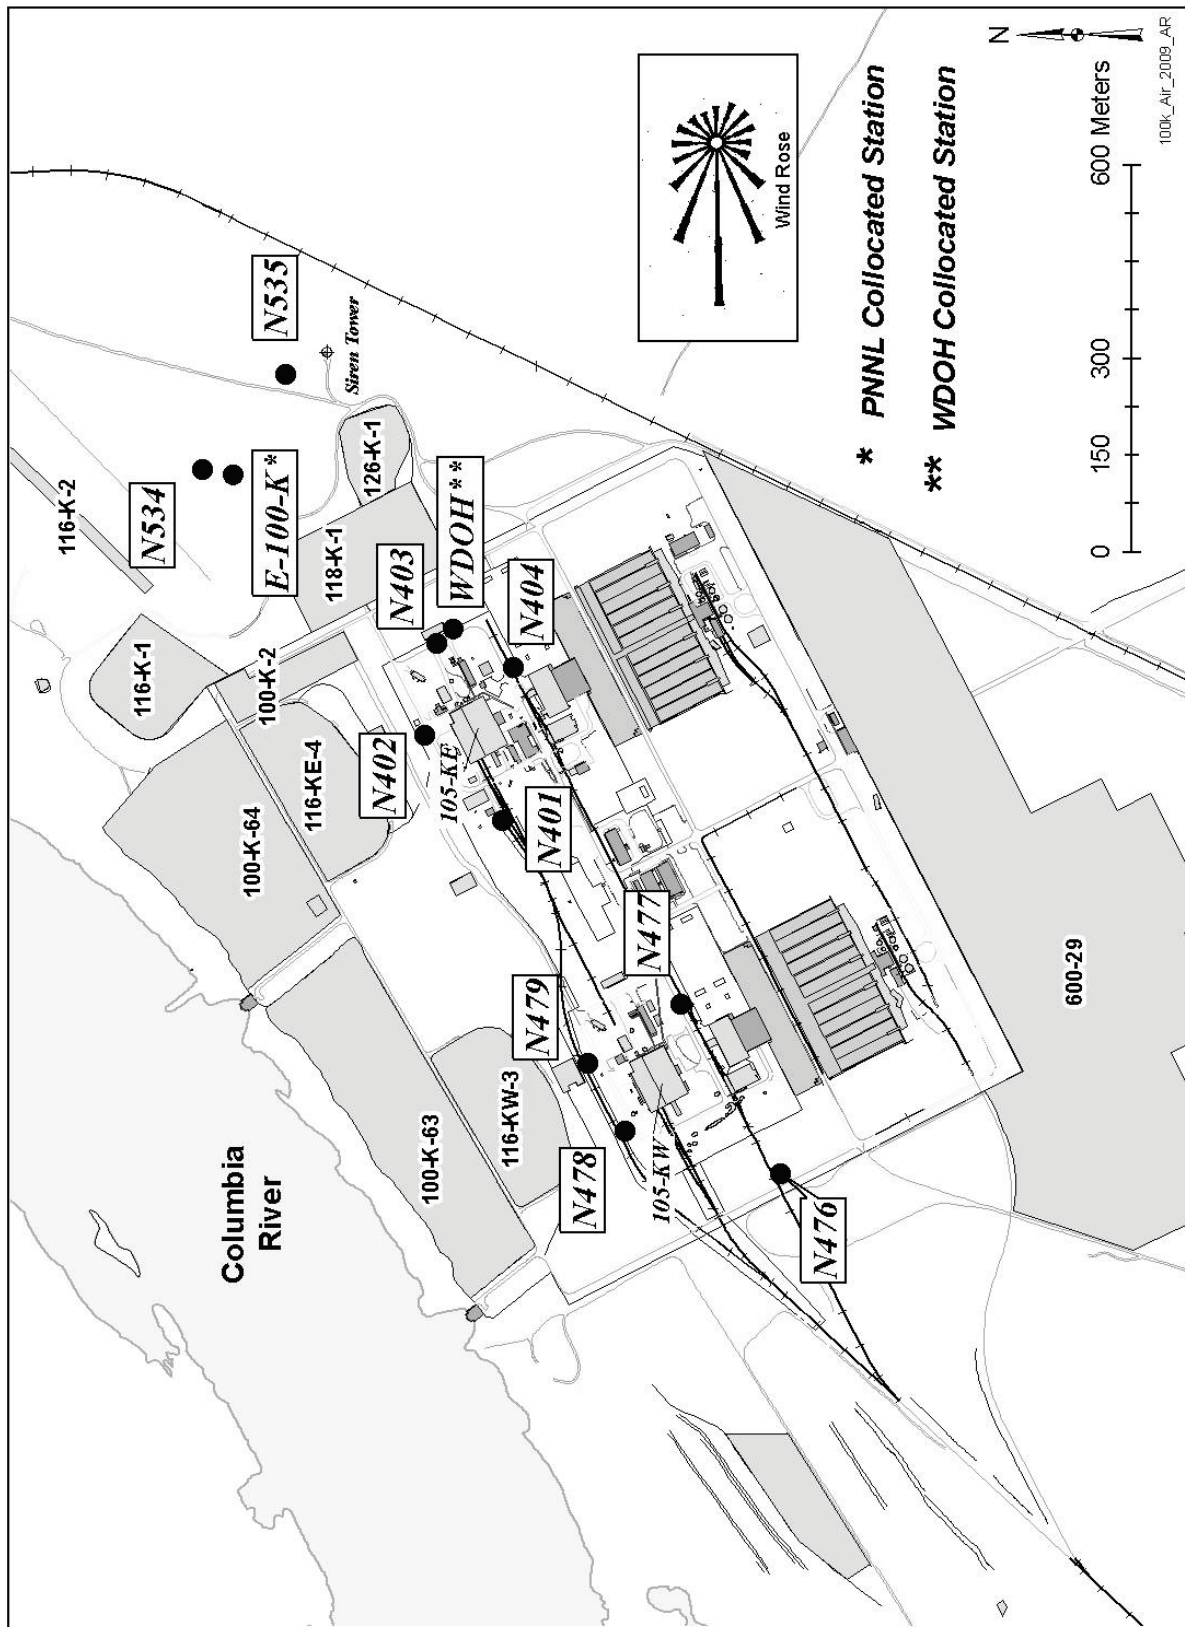 Columbia
River
116-K-2
N534
N535
E-100-K*
Siren Tower
126-K-1
116-K-1
118-K-1
100-K-2
N403
WDOH**
N404
100-K-64
116-KE-4
N402
105-KE
N401
100-K-63
116-KW-3
N479
N477
N478
105-KW
N476
600-29
Wind Rose
N
* PNNL Collocated Station
** WDOH Collocated Station
0 150 300 600 Meters
100k_Air_2009_AR